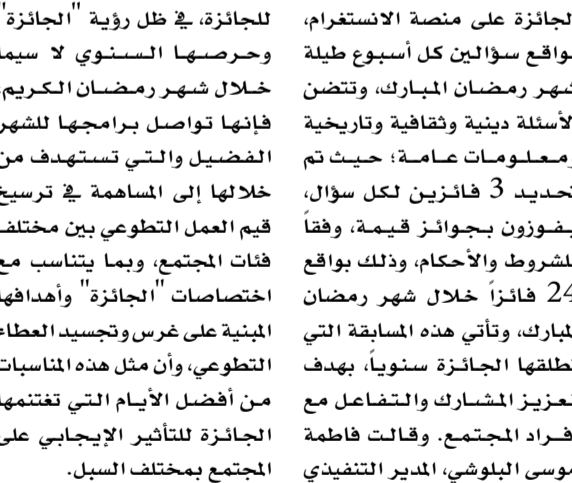 الجائزة على منصة الانستغرام،
بواقع سؤالين كل أسبوع طيلة
شهر رمضان المبارك، وتتضن
الأسئلة دينية وثقافية وتاريخية
ومعلومات عامة؛ حيث تم
تحديد 3 فائزين لكل سؤال،
يفوزون بجوائز قيمة، وفقاً
للشروط والأحكام، وذلك بواقع
24 فائزاً خلال شهر رمضان
المبارك، وتأتي هذه المسابقة التي
تطلقها الجائزة سنوياً، بهدف
تعزيز المشارك والتفاعل مع
أفراد المجتمع. وقالت فاطمة
موسى البلوشي، المدير التنفيذي
للجائزة، في ظل رؤية "الجائزة"
وحرصها السنوي لا سيما
خلال شهر رمضان الكريم،
فإنها تواصل برامجها للشهر
الفضيل والتي تستهدف من
خلالها إلى المساهمة في ترسيخ
قيم العمل التطوعي بين مختلف
فئات المجتمع، وبما يتناسب مع
اختصاصات "الجائزة" وأهدافها
المبنية على غرس وتجسيد العطاء
التطوعي، وأن مثل هذه المناسبات
من أفضل الأيام التي تغتنمها
الجائزة للتأثير الإيجابي على
المجتمع بمختلف السبل.